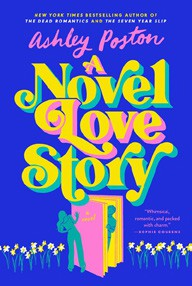 NEW YORK TIMES BESTSELLING AUTHOR OF
THE DEAD ROMANTICS AND THE SEVEN YEAR SLIP
Ashley Poston
A
Novel
Love
Story
a novel
"Whimsical,
romantic, and packed
with charm."